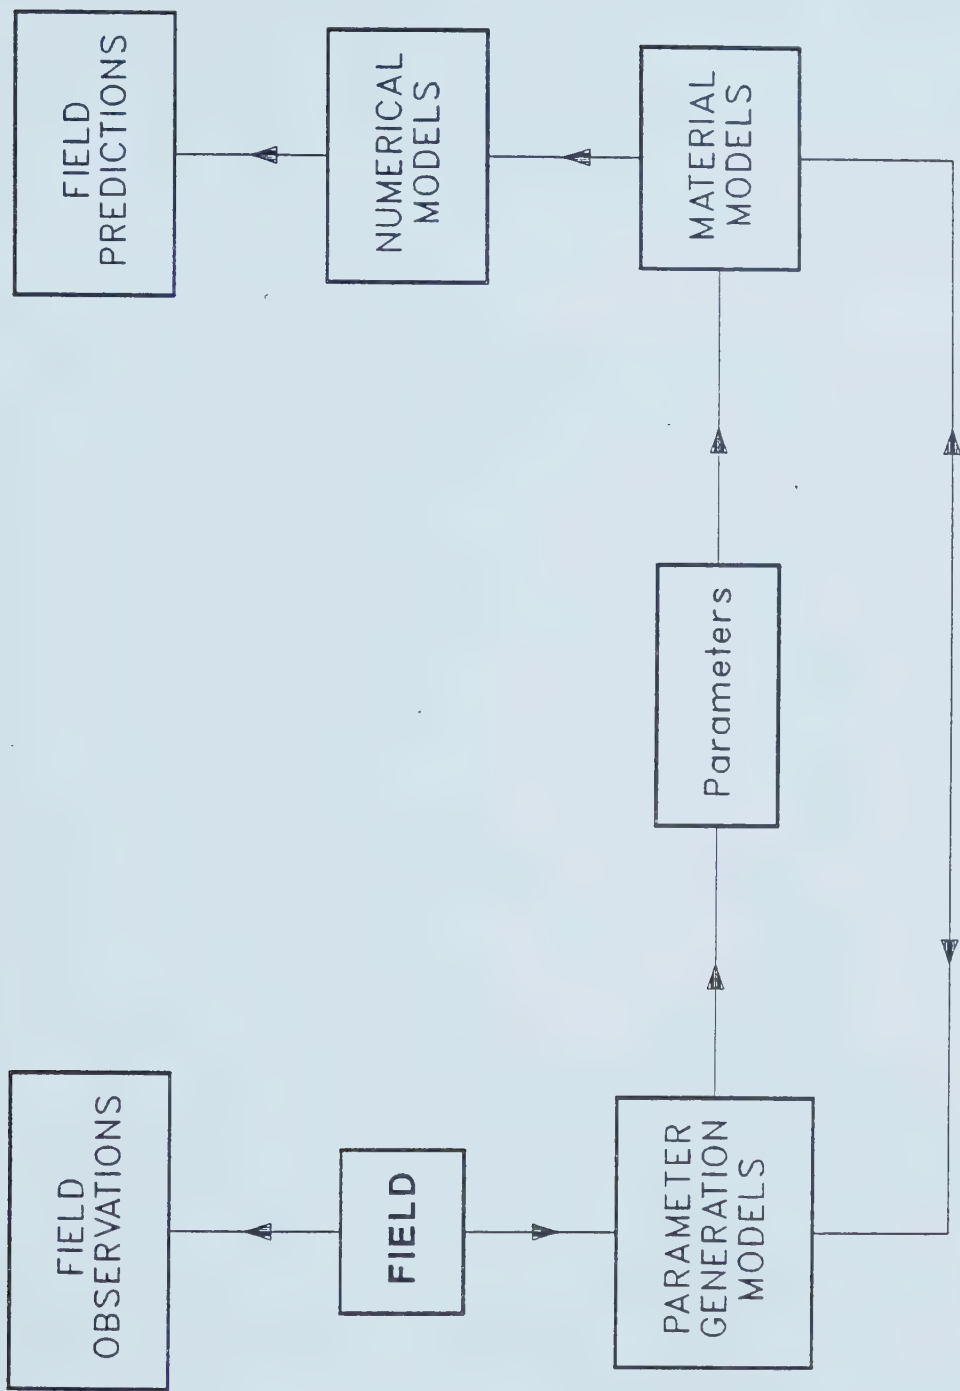 FIELD
OBSERVATIONS
FIELD
PREDICTIONS
FIELD
NUMERICAL
MODELS
PARAMETER
GENERATION
MODELS
Parameters
MATERIAL
MODELS